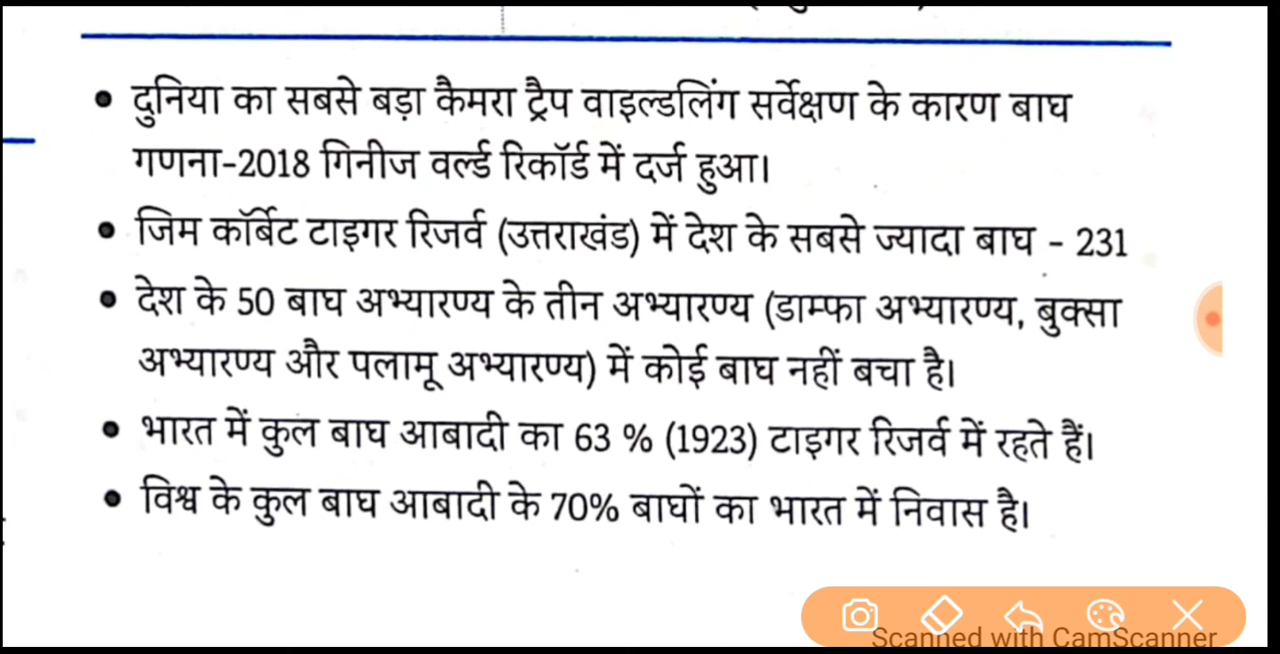 • दुनिया का सबसे बड़ा कैमरा ट्रैप वाइल्डलिंग सर्वेक्षण के कारण बाघ
गणना-2018 गिनीज वर्ल्ड रिकॉर्ड में दर्ज हुआ।
• जिम कॉर्बेट टाइगर रिजर्व (उत्तराखंड) में देश के सबसे ज्यादा बाघ - 231
• देश के 50 बाघ अभ्यारण्य के तीन अभ्यारण्य (डाम्फा अभ्यारण्य, बुक्सा
अभ्यारण्य और पलामू अभ्यारण्य) में कोई बाघ नहीं बचा है।
• भारत में कुल बाघ आबादी का 63 % (1923) टाइगर रिजर्व में रहते हैं।
• विश्व के कुल बाघ आबादी के 70% बाघों का भारत में निवास है।
Scanned with CamScanner